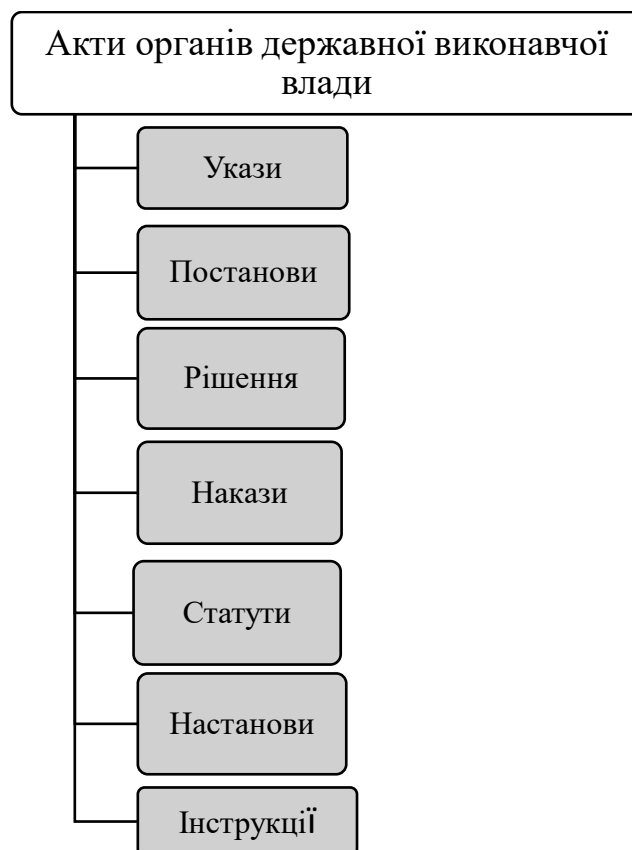 Акти органів державної виконавчої
влади
Укази
Постанови
Рішення
Накази
Статути
Настанови
Інструкції